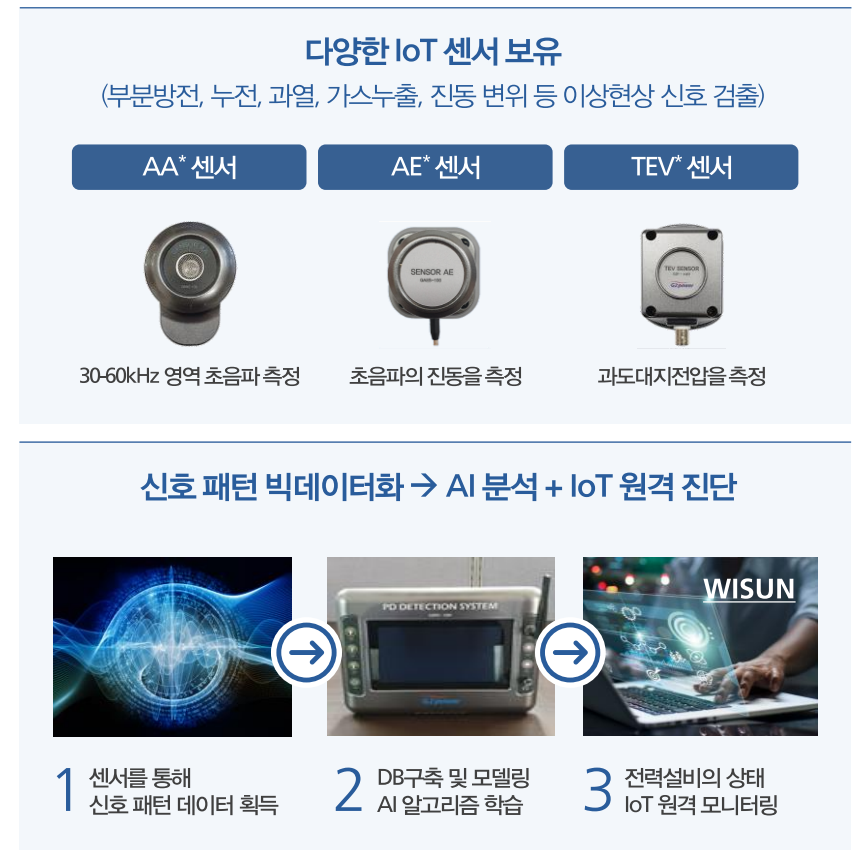 다양한 IoT 센서 보유
(부분방전, 누전, 과열, 가스누출, 진동 변위 등 이상현상 신호 검출)
AA* 센서
AE* 센서
TEV* 센서
SENSOR AE
TEV SENSOR
30-60kHz 영역 초음파 측정
초음파의 진동을 측정
과도대지전압을 측정
신호 패턴 빅데이터화 → AI 분석 + IoT 원격 진단
PD DETECTION SYSTEM
WISUN
1 센서를 통해
신호 패턴 데이터 획득
2 DB구축 및 모델링
AI 알고리즘 학습
3 전력설비의 상태
IoT 원격 모니터링